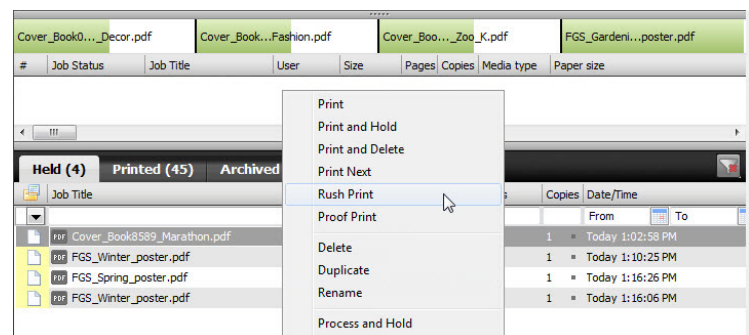 Cover_Book0..._Decor.pdf Cover_Book...Fashion.pdf Cover_Boo..._Zoo_K.pdf FGS_Gardeni...poster.pdf
# Job Status Job Title User Size Pages Copies Media type Paper size
Print
Print and Hold
Print and Delete
Held (4) Printed (45) Archived Print Next
Job Title Rush Print Copies Date/Time
Proof Print From To
Cover_Book8589_Marathon.pdf 1 Today 1:02:58 PM
Delete
FGS_Winter_poster.pdf 1 Today 1:10:25 PM
Duplicate
FGS_Spring_poster.pdf 1 Today 1:16:26 PM
Rename
FGS_Winter_poster.pdf 1 Today 1:16:06 PM
Process and Hold